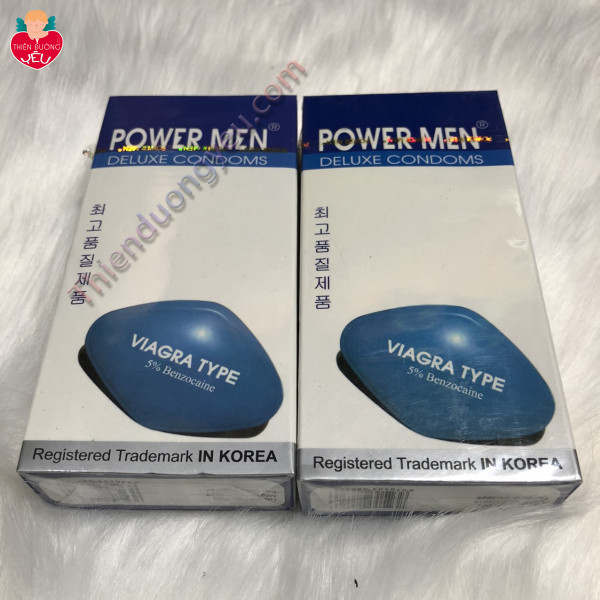 THIÊN ĐƯỜNG
YÊU
thienduongyeu.com
POWER MEN®
DELUXE CONDOMS
최고품질제품
VIAGRA TYPE
5% Benzocaine
Registered Trademark IN KOREA
POWER MEN®
DELUXE CONDOMS
최고품질제품
VIAGRA TYPE
5% Benzocaine
Registered Trademark IN KOREA